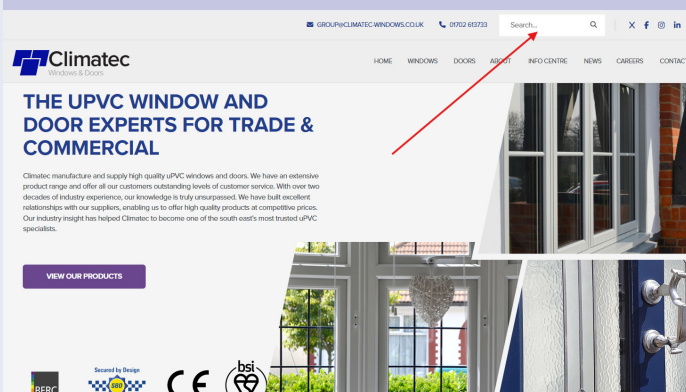 GROUP@CLIMATEC-WINDOWS.CO.UK 01702 613733 Search...
Climatec
Windows & Doors
HOME WINDOWS DOORS ABOUT INFO CENTRE NEWS CAREERS CONTACT
THE UPVC WINDOW AND
DOOR EXPERTS FOR TRADE &
COMMERCIAL
Climatec manufacture and supply high quality uPVC windows and doors. We have an extensive
product range and offer all our customers outstanding levels of customer service. With over two
decades of industry experience, our knowledge is truly unsurpassed. We have built excellent
relationships with our suppliers, enabling us to offer high quality products at competitive prices.
Our industry insight has helped Climatec to become one of the south east's most trusted uPVC
specialists.
VIEW OUR PRODUCTS
BFRC
Secured by Design
SBD
CE
bsi